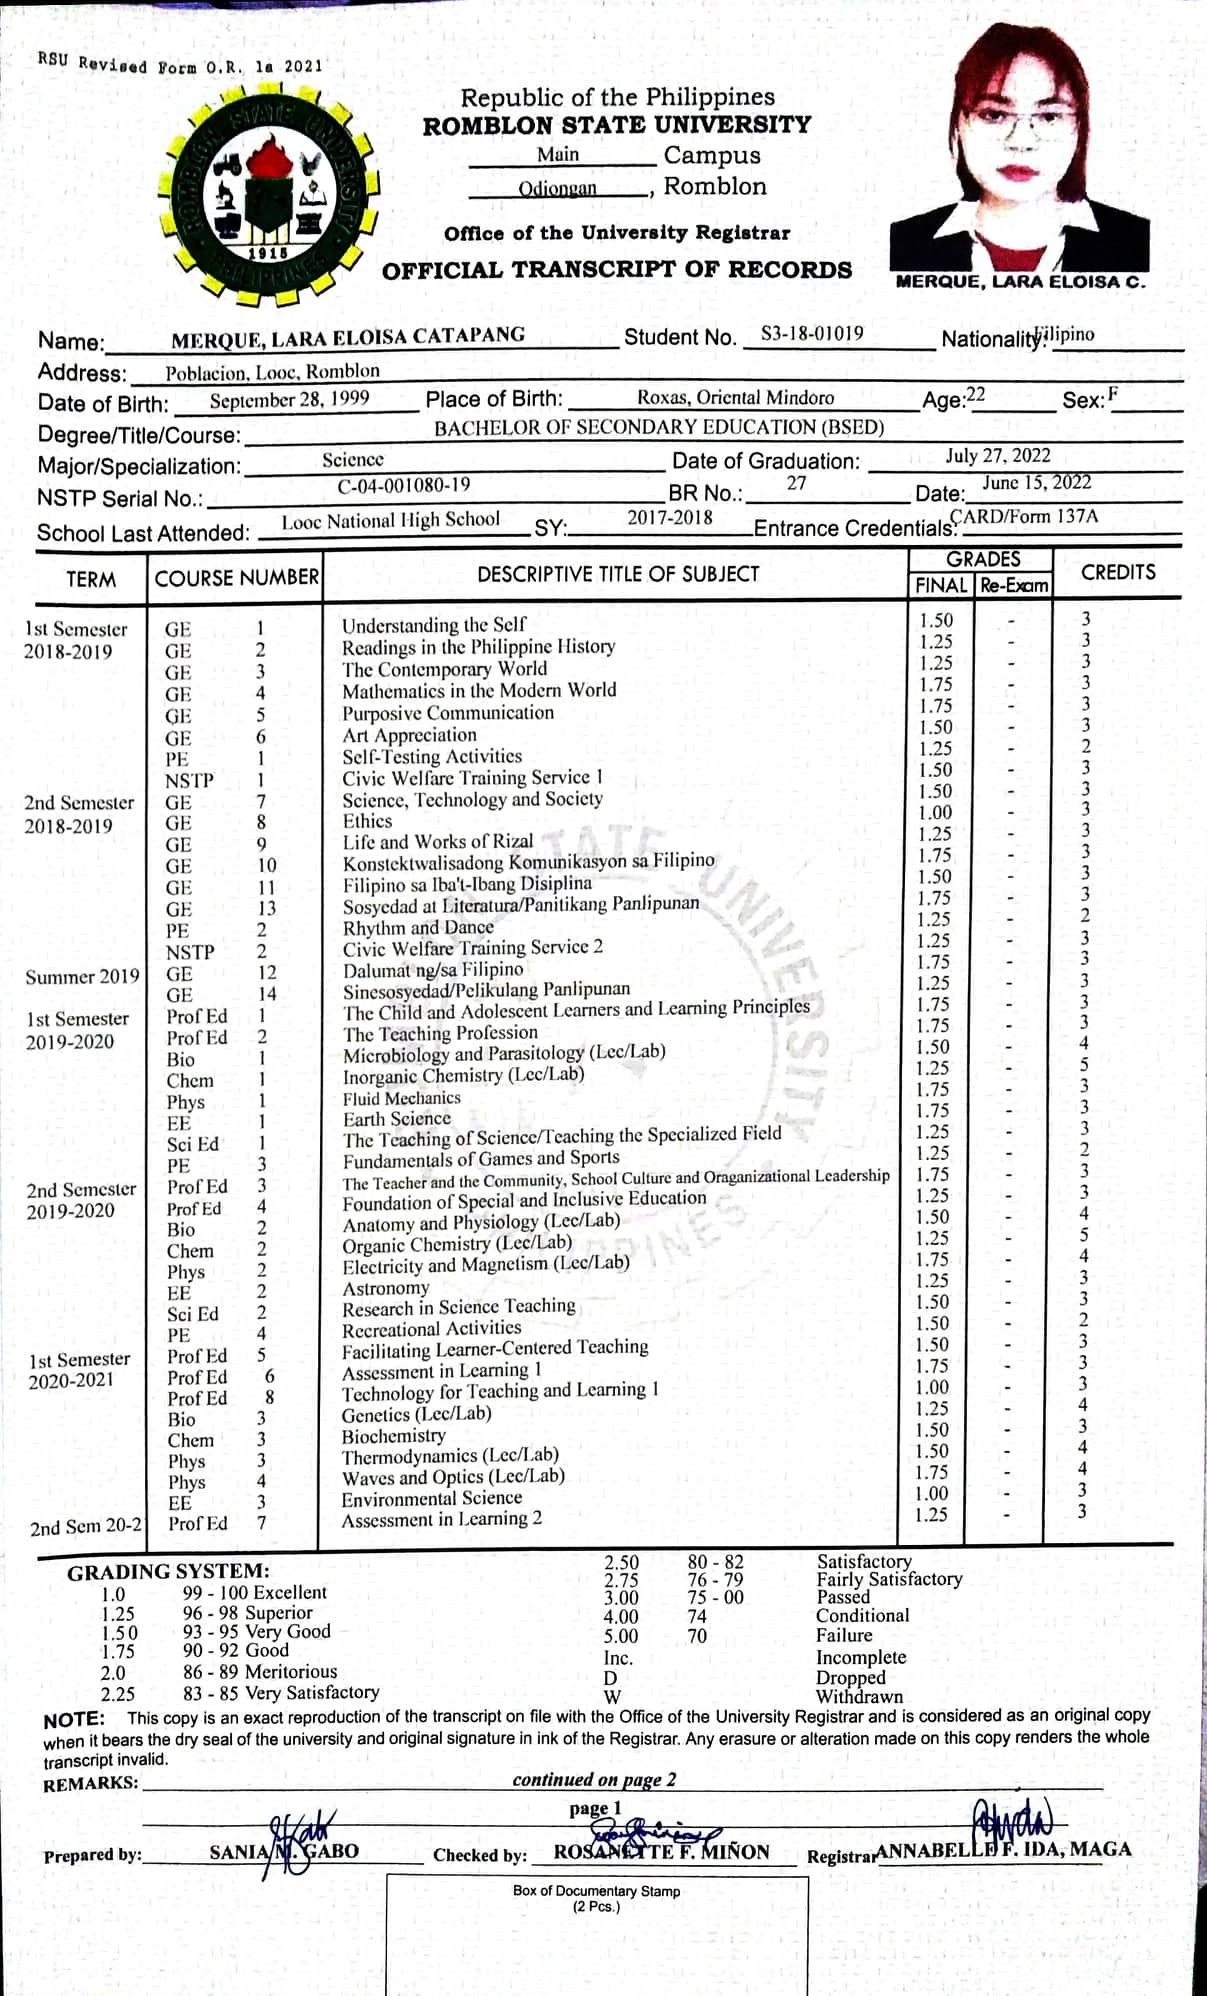 RSU Revised Form O.R. 1a 2021
ROMBLON STATE UNIVERSITY
PHILIPPINES
1915
Republic of the Philippines
ROMBLON STATE UNIVERSITY
Main Campus
Odiongan, Romblon
Office of the University Registrar
OFFICIAL TRANSCRIPT OF RECORDS
MERQUE, LARA ELOISA C.
Name: MERQUE, LARA ELOISA CATAPANG Student No. S3-18-01019 Nationality: Filipino
Address: Poblacion, Looc, Romblon
Date of Birth: September 28, 1999 Place of Birth: Roxas, Oriental Mindoro Age: 22 Sex: F
Degree/Title/Course: BACHELOR OF SECONDARY EDUCATION (BSED)
Major/Specialization: Science Date of Graduation: July 27, 2022
NSTP Serial No.: C-04-001080-19 BR No.: 27 Date: June 15, 2022
School Last Attended: Looc National High School SY: 2017-2018 Entrance Credentials: CARD/Form 137A
TERM COURSE NUMBER DESCRIPTIVE TITLE OF SUBJECT GRADES CREDITS
FINAL Re-Exam
1st Semester GE 1 Understanding the Self 1.50 - 3
2018-2019 GE 2 Readings in the Philippine History 1.25 - 3
GE 3 The Contemporary World 1.25 - 3
GE 4 Mathematics in the Modern World 1.75 - 3
GE 5 Purposive Communication 1.75 - 3
GE 6 Art Appreciation 1.50 - 3
PE 1 Self-Testing Activities 1.25 - 2
NSTP 1 Civic Welfare Training Service 1 1.50 - 3
2nd Semester GE 7 Science, Technology and Society 1.50 - 3
2018-2019 GE 8 Ethics 1.00 - 3
GE 9 Life and Works of Rizal 1.25 - 3
GE 10 Konstektwalisadong Komunikasyon sa Filipino 1.75 - 3
GE 11 Filipino sa Iba't-Ibang Disiplina 1.50 - 3
GE 13 Sosyedad at Literatura/Panitikang Panlipunan 1.75 - 3
PE 2 Rhythm and Dance 1.25 - 2
NSTP 2 Civic Welfare Training Service 2 1.25 - 3
Summer 2019 GE 12 Dalumat ng/sa Filipino 1.75 - 3
GE 14 Sinesosyedad/Pelikulang Panlipunan 1.25 - 3
1st Semester Prof Ed 1 The Child and Adolescent Learners and Learning Principles 1.75 - 3
2019-2020 Prof Ed 2 The Teaching Profession 1.75 - 3
Bio 1 Microbiology and Parasitology (Lec/Lab) 1.50 - 4
Chem 1 Inorganic Chemistry (Lec/Lab) 1.25 - 5
Phys 1 Fluid Mechanics 1.75 - 3
EE 1 Earth Science 1.75 - 3
Sci Ed 1 The Teaching of Science/Teaching the Specialized Field 1.25 - 3
PE 3 Fundamentals of Games and Sports 1.25 - 2
2nd Semester Prof Ed 3 The Teacher and the Community, School Culture and Oraganizational Leadership 1.75 - 3
2019-2020 Prof Ed 4 Foundation of Special and Inclusive Education 1.25 - 3
Bio 2 Anatomy and Physiology (Lec/Lab) 1.50 - 4
Chem 2 Organic Chemistry (Lec/Lab) 1.25 - 5
Phys 2 Electricity and Magnetism (Lec/Lab) 1.75 - 4
EE 2 Astronomy 1.25 - 3
Sci Ed 2 Research in Science Teaching 1.50 - 3
PE 4 Recreational Activities 1.50 - 2
1st Semester Prof Ed 5 Facilitating Learner-Centered Teaching 1.50 - 3
2020-2021 Prof Ed 6 Assessment in Learning 1 1.75 - 3
Prof Ed 8 Technology for Teaching and Learning 1 1.00 - 3
Bio 3 Genetics (Lec/Lab) 1.25 - 4
Chem 3 Biochemistry 1.50 - 3
Phys 3 Thermodynamics (Lec/Lab) 1.50 - 4
Phys 4 Waves and Optics (Lec/Lab) 1.75 - 4
EE 3 Environmental Science 1.00 - 3
2nd Sem 20-2 Prof Ed 7 Assessment in Learning 2 1.25 - 3
GRADING SYSTEM: 2.50 80 - 82 Satisfactory
1.0 99 - 100 Excellent 2.75 76 - 79 Fairly Satisfactory
1.25 96 - 98 Superior 3.00 75 - 00 Passed
1.50 93 - 95 Very Good 4.00 74 Conditional
1.75 90 - 92 Good 5.00 70 Failure
2.0 86 - 89 Meritorious Inc. Incomplete
2.25 83 - 85 Very Satisfactory D Dropped
W Withdrawn
NOTE: This copy is an exact reproduction of the transcript on file with the Office of the University Registrar and is considered as an original copy
when it bears the dry seal of the university and original signature in ink of the Registrar. Any erasure or alteration made on this copy renders the whole
transcript invalid.
REMARKS: continued on page 2
page 1
Prepared by: SANIA M. GABO Checked by: ROSANETTE F. MIÑON Registrar ANNABELLE F. IDA, MAGA
Box of Documentary Stamp
(2 Pcs.)